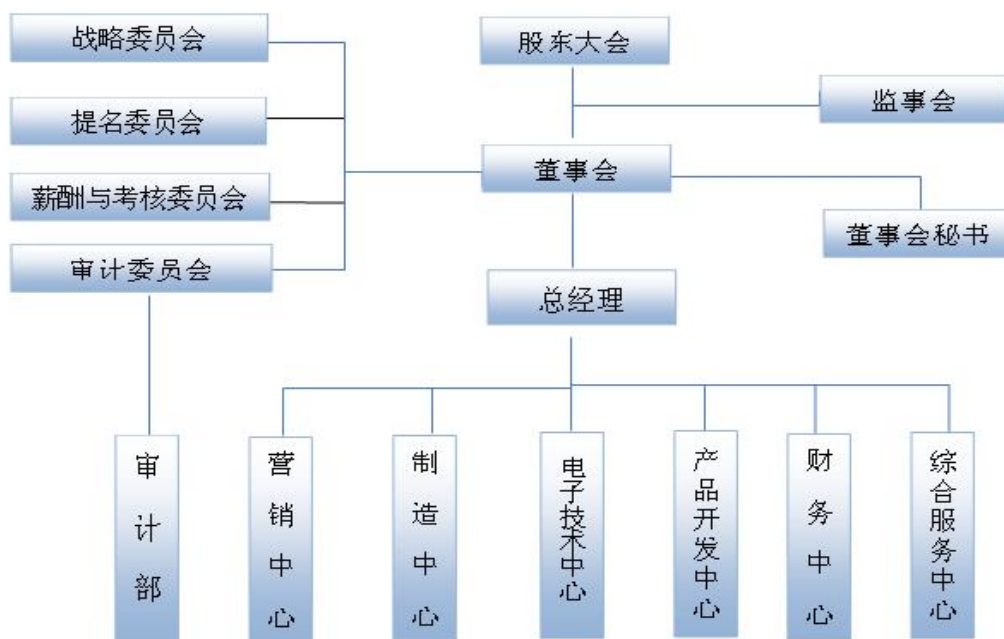 战略委员会
股东大会
监事会
提名委员会
董事会
薪酬与考核委员会
董事会秘书
审计委员会
总经理
审计部
营销中心
制造中心
电子技术中心
产品开发中心
财务中心
综合服务中心